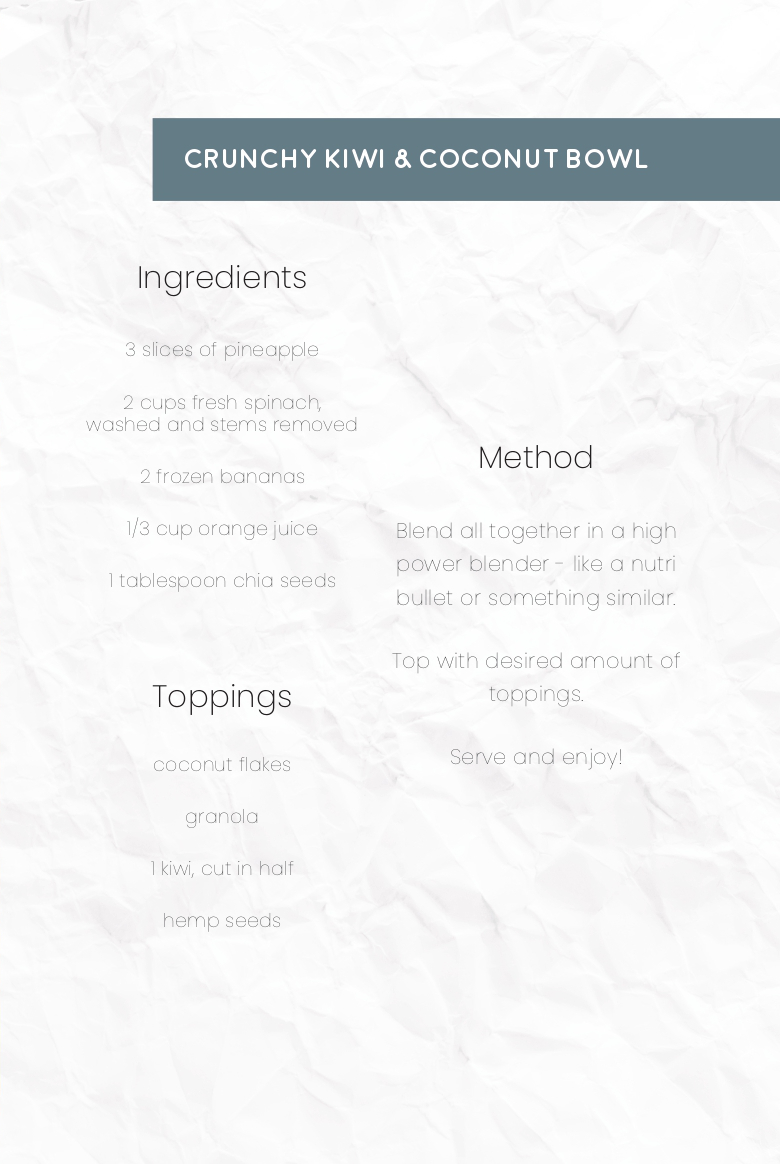 CRUNCHY KIWI & COCONUT BOWL
Ingredients
3 slices of pineapple
2 cups fresh spinach,
washed and stems removed
2 frozen bananas
1/3 cup orange juice
1 tablespoon chia seeds
Toppings
coconut flakes
granola
1 kiwi, cut in half
hemp seeds
Method
Blend all together in a high
power blender - like a nutri
bullet or something similar.
Top with desired amount of
toppings.
Serve and enjoy!